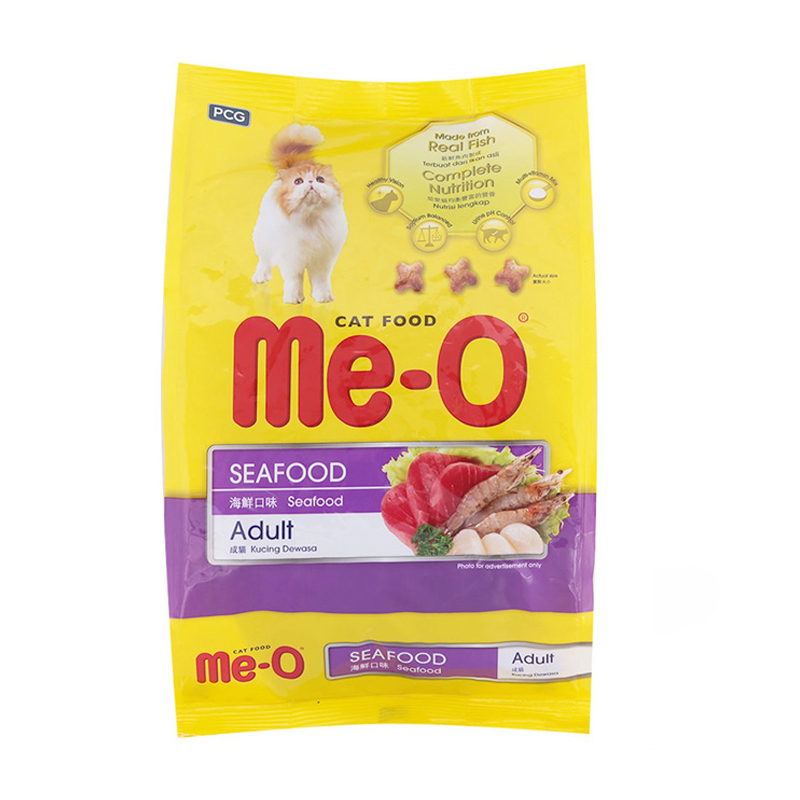 PCG
Made from
Real Fish
Terbuat dari ikan asli
Complete
Nutrition
Nutrisi lengkap
Healthy Vision
Multi-vitamin Mix
Sodium Balanced
Urine pH Control
Actual size
CAT FOOD
Me-O®
SEAFOOD
海鮮口味 Seafood
Adult
成貓 Kucing Dewasa
Photo for advertisement only
CAT FOOD
Me-O
SEAFOOD
海鮮口味 Seafood
Adult
成貓 Kucing Dewasa